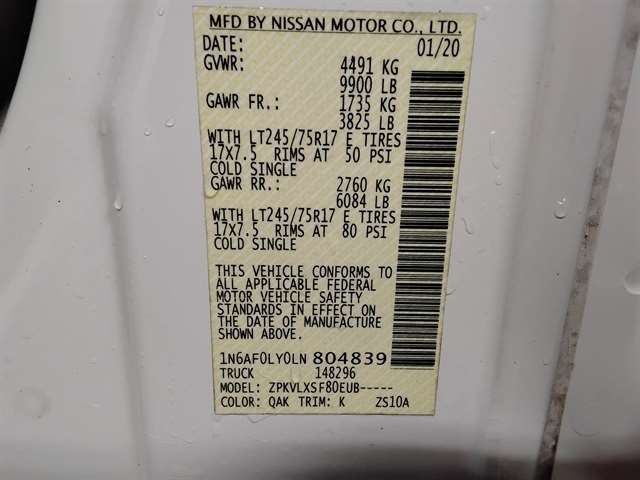 MFD BY NISSAN MOTOR CO., LTD.
DATE: 01/20
GVWR: 4491 KG
9900 LB
GAWR FR.: 1735 KG
3825 LB
WITH LT245/75R17 E TIRES
17X7.5 RIMS AT 50 PSI
COLD SINGLE
GAWR RR.: 2760 KG
6084 LB
WITH LT245/75R17 E TIRES
17X7.5 RIMS AT 80 PSI
COLD SINGLE
THIS VEHICLE CONFORMS TO
ALL APPLICABLE FEDERAL
MOTOR VEHICLE SAFETY
STANDARDS IN EFFECT ON
THE DATE OF MANUFACTURE
SHOWN ABOVE.
1N6AF0LY0LN 804839
TRUCK 148296
MODEL: ZPKVLXSF80EUB-----
COLOR: QAK TRIM: K ZS10A